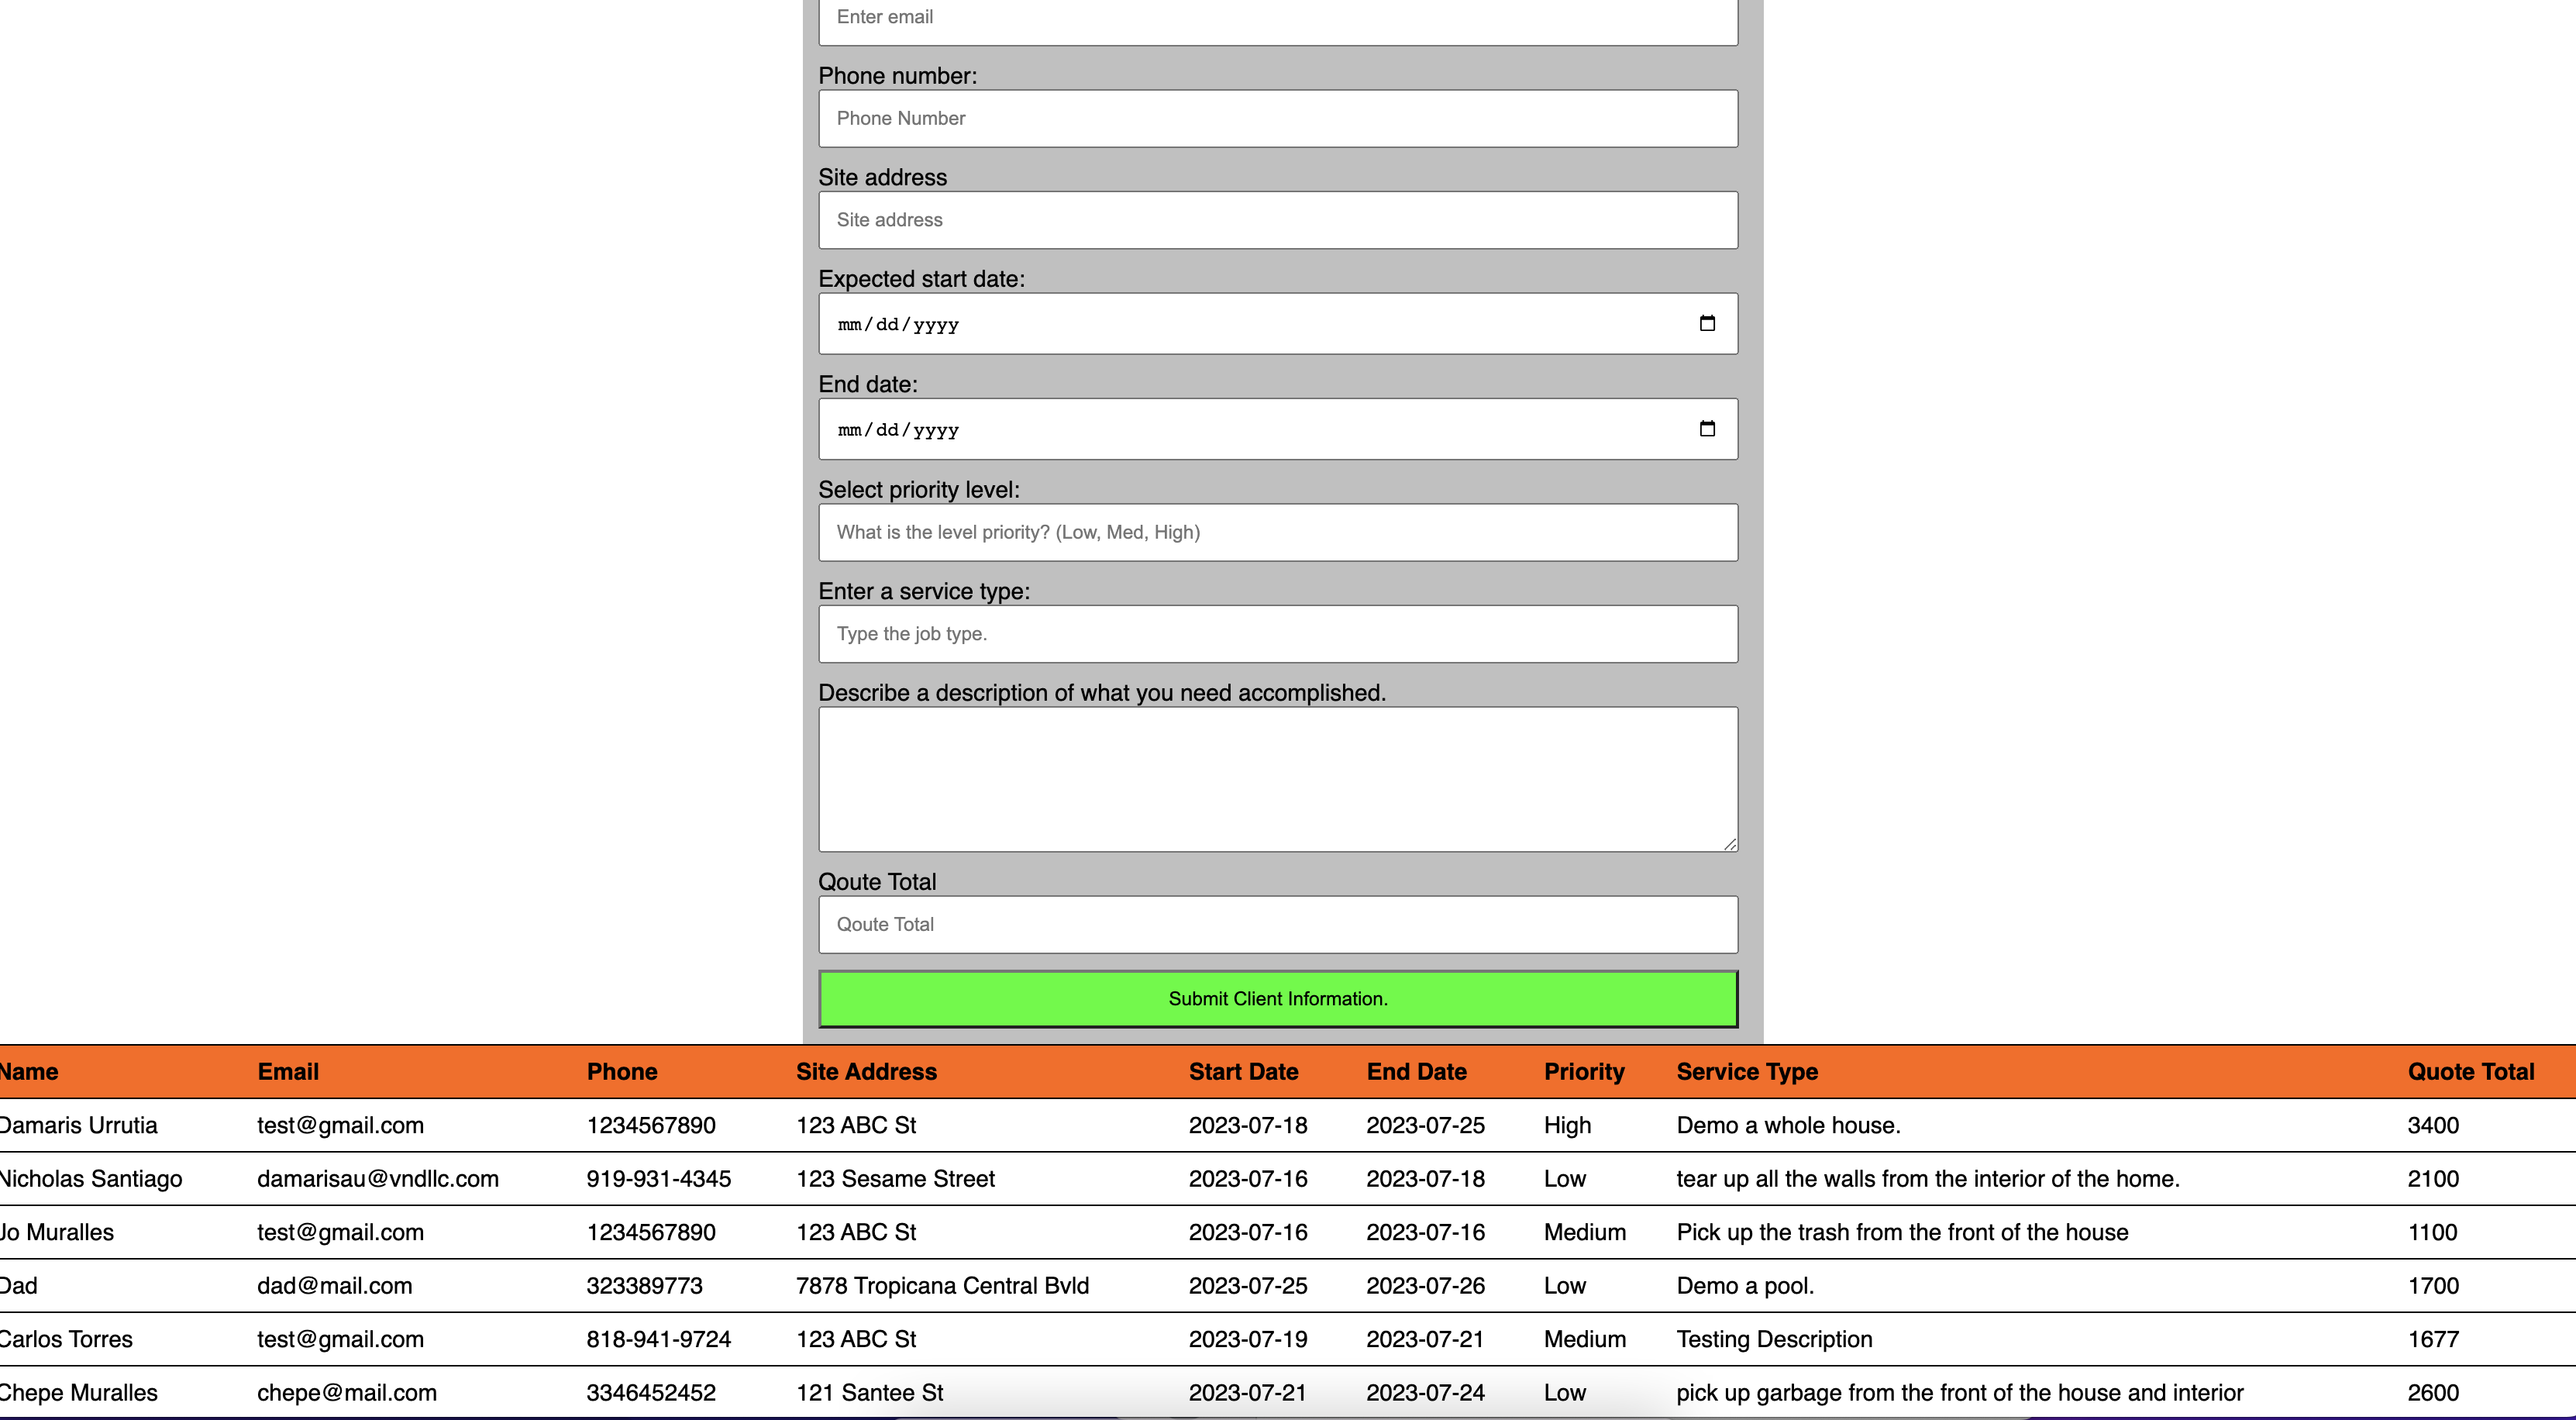 Enter email
Phone number:
Phone Number
Site address
Site address
Expected start date:
mm/dd/yyyy
End date:
mm/dd/yyyy
Select priority level:
What is the level priority? (Low, Med, High)
Enter a service type:
Type the job type.
Describe a description of what you need accomplished.
Qoute Total
Qoute Total
Submit Client Information.
Name Email Phone Site Address Start Date End Date Priority Service Type Quote Total
Damaris Urrutia test@gmail.com 1234567890 123 ABC St 2023-07-18 2023-07-25 High Demo a whole house. 3400
Nicholas Santiago damarisau@vndllc.com 919-931-4345 123 Sesame Street 2023-07-16 2023-07-18 Low tear up all the walls from the interior of the home. 2100
Jo Muralles test@gmail.com 1234567890 123 ABC St 2023-07-16 2023-07-16 Medium Pick up the trash from the front of the house 1100
Dad dad@mail.com 323389773 7878 Tropicana Central Bvld 2023-07-25 2023-07-26 Low Demo a pool. 1700
Carlos Torres test@gmail.com 818-941-9724 123 ABC St 2023-07-19 2023-07-21 Medium Testing Description 1677
Chepe Muralles chepe@mail.com 3346452452 121 Santee St 2023-07-21 2023-07-24 Low pick up garbage from the front of the house and interior 2600